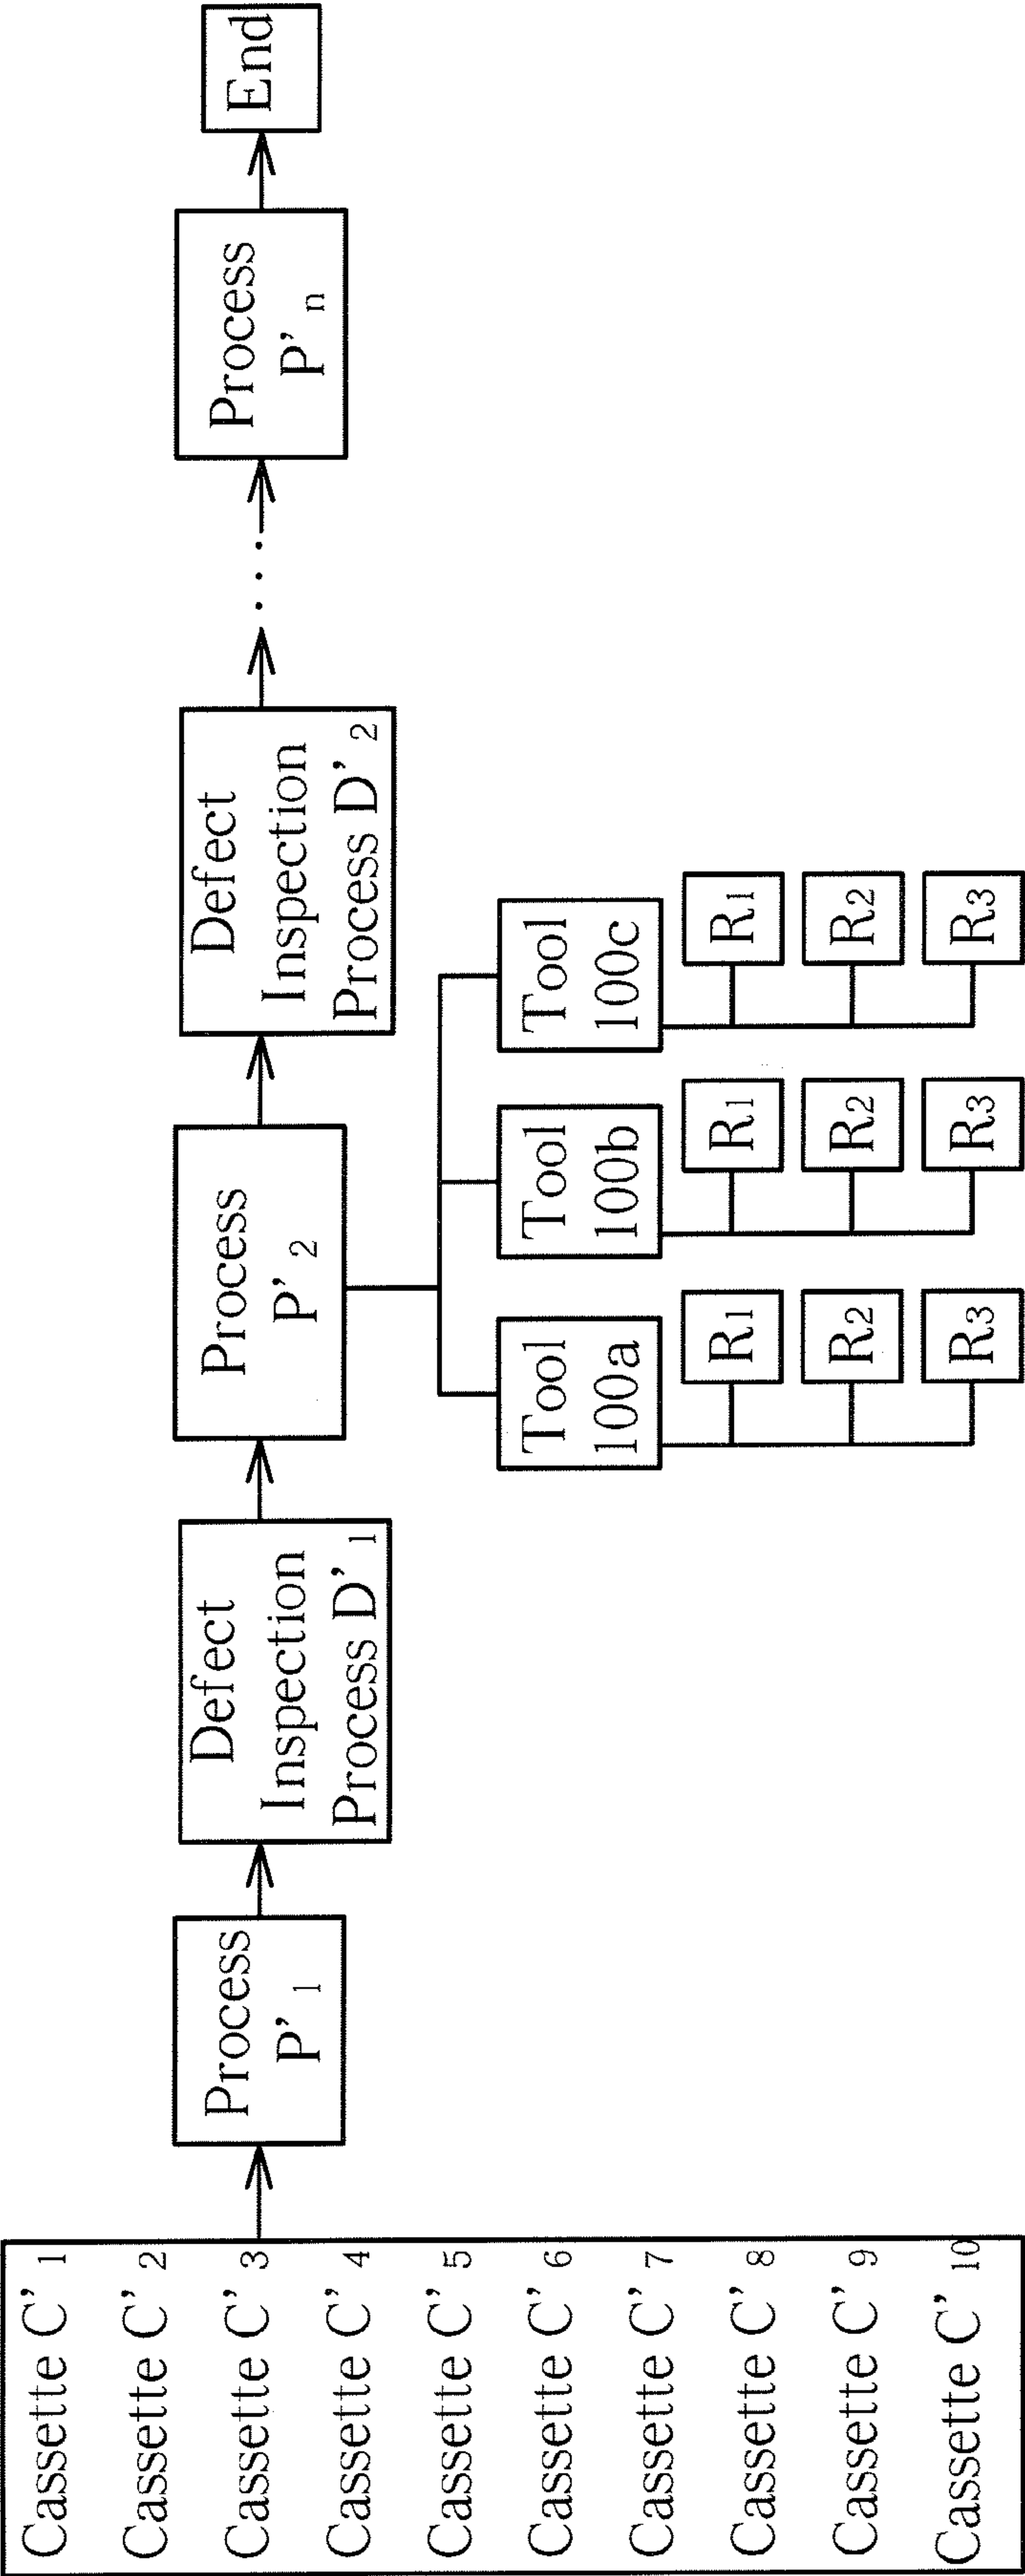 Cassette C'1
Cassette C'2
Cassette C'3
Cassette C'4
Cassette C'5
Cassette C'6
Cassette C'7
Cassette C'8
Cassette C'9
Cassette C'10
Process
P'1
Defect
Inspection
Process D'1
Process
P'2
Tool
100a
R1
R2
R3
Tool
100b
R1
R2
R3
Tool
100c
R1
R2
R3
Defect
Inspection
Process D'2
...
Process
P'n
End